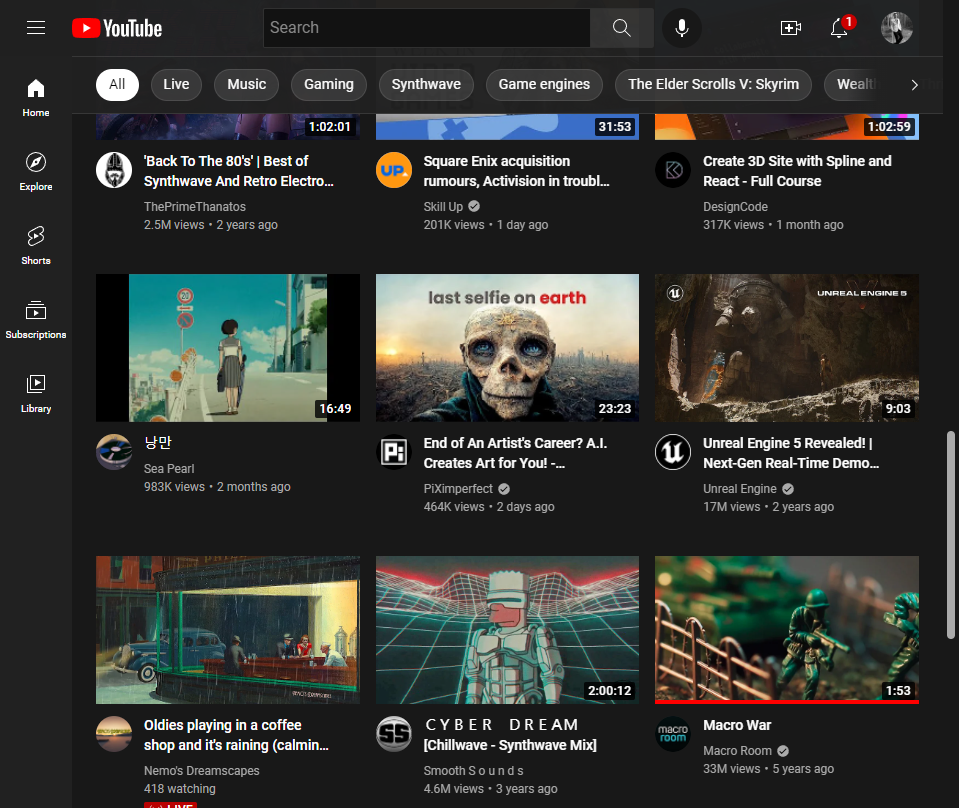 YouTube
Search
1
All
Live
Music
Gaming
Synthwave
Game engines
The Elder Scrolls V: Skyrim
Wealth
Home
Explore
Shorts
Subscriptions
Library
1:02:01
31:53
1:02:59
'Back To The 80's' | Best of
Synthwave And Retro Electro...
ThePrimeThanatos
2.5M views • 2 years ago
UP
Square Enix acquisition
rumours, Activision in troubl...
Skill Up
201K views • 1 day ago
Create 3D Site with Spline and
React - Full Course
DesignCode
317K views • 1 month ago
20
16:49
낭만
Sea Pearl
983K views • 2 months ago
last selfie on earth
23:23
Pi
End of An Artist's Career? A.I.
Creates Art for You! -...
PiXimperfect
464K views • 2 days ago
UNREAL ENGINE 5
9:03
Unreal Engine 5 Revealed! |
Next-Gen Real-Time Demo...
Unreal Engine
17M views • 2 years ago
Oldies playing in a coffee
shop and it's raining (calmin...
Nemo's Dreamscapes
418 watching
LIVE
2:00:12
SS
C Y B E R   D R E A M
[Chillwave - Synthwave Mix]
Smooth S o u n d s
4.6M views • 3 years ago
1:53
macro
room
Macro War
Macro Room
33M views • 5 years ago